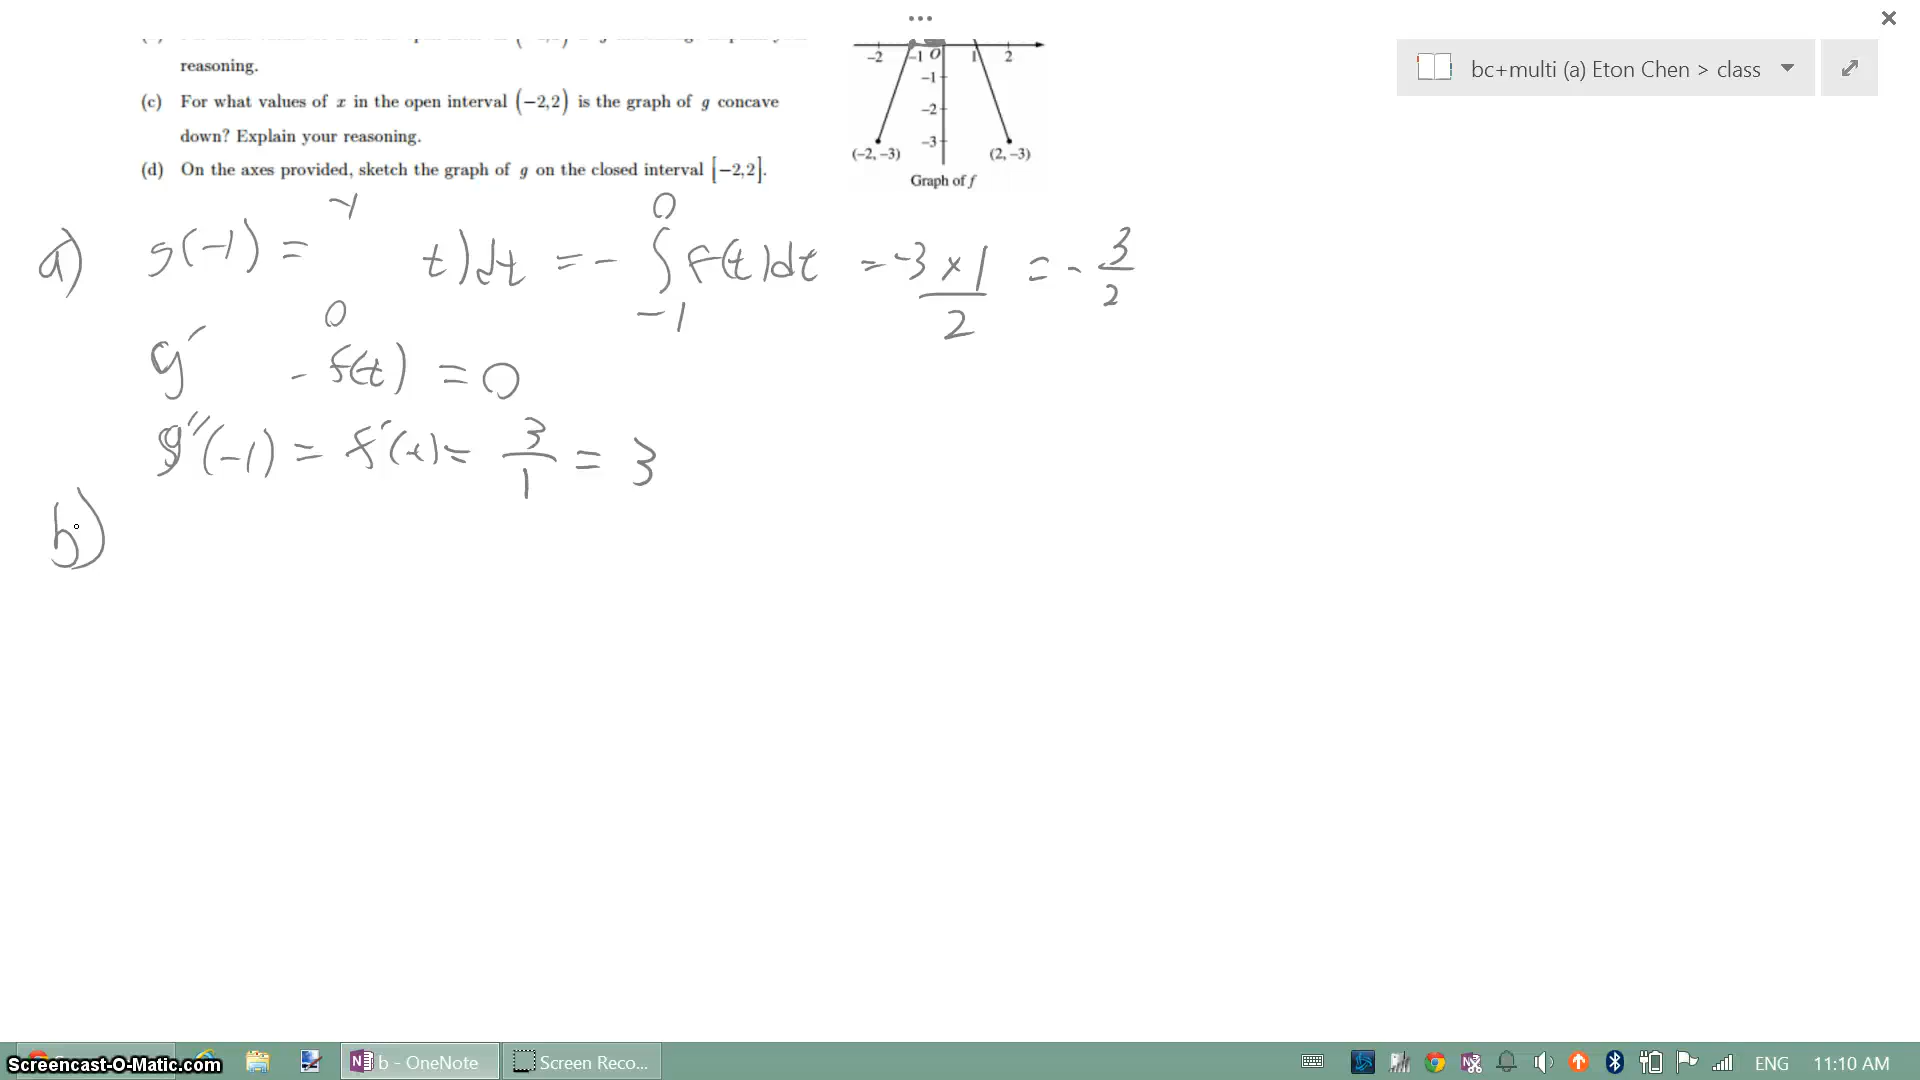 •••
bc+multi (a) Eton Chen > class
reasoning.
(c) For what values of x in the open interval (−2,2) is the graph of g concave
down? Explain your reasoning.
(d) On the axes provided, sketch the graph of g on the closed interval [−2,2].
−2 −1 O 1 2
−1
−2
−3
(−2, −3) (2, −3)
Graph of f
a) g(-1) = t)dt = - ∫ 0 -1 f(t)dt = -3 × 1 / 2 = - 3/2
0
g' - f(t) = 0
g''(-1) = f'(x) = 3/1 = 3
b)
Screencast-O-Matic.com
b - OneNote
Screen Reco...
ENG
11:10 AM